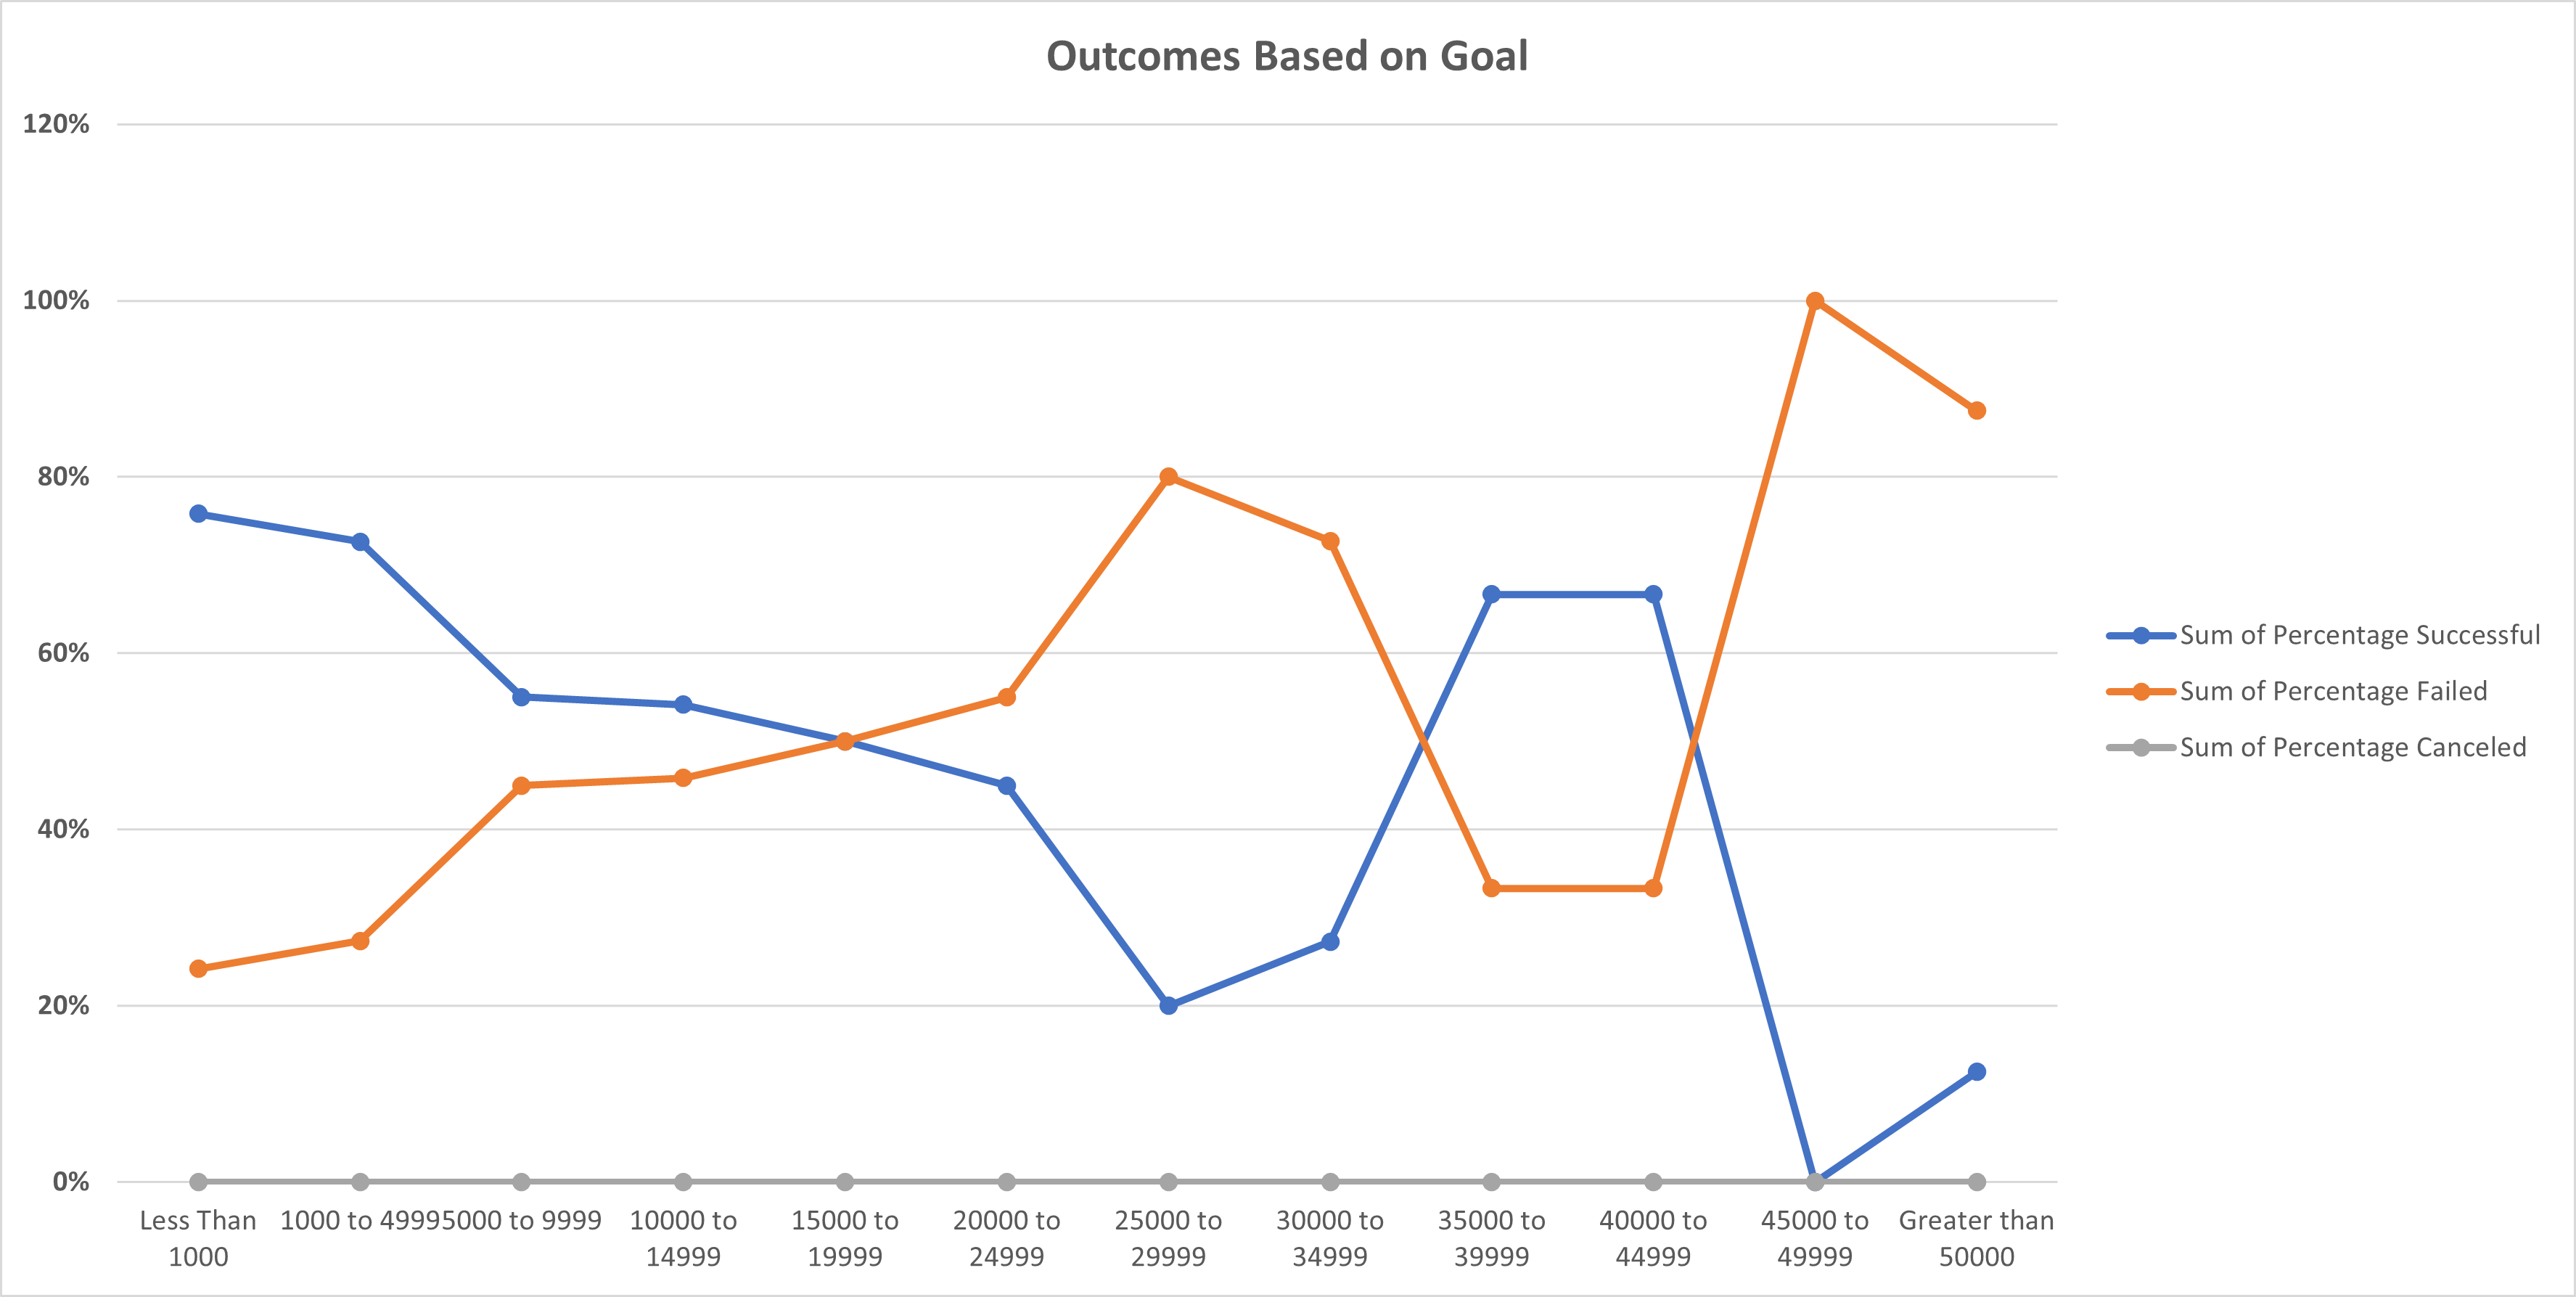 Outcomes Based on Goal
120%
100%
80%
60%
40%
20%
0%
Less Than
1000
1000 to 4999
5000 to 9999
10000 to
14999
15000 to
19999
20000 to
24999
25000 to
29999
30000 to
34999
35000 to
39999
40000 to
44999
45000 to
49999
Greater than
50000
Sum of Percentage Successful
Sum of Percentage Failed
Sum of Percentage Canceled